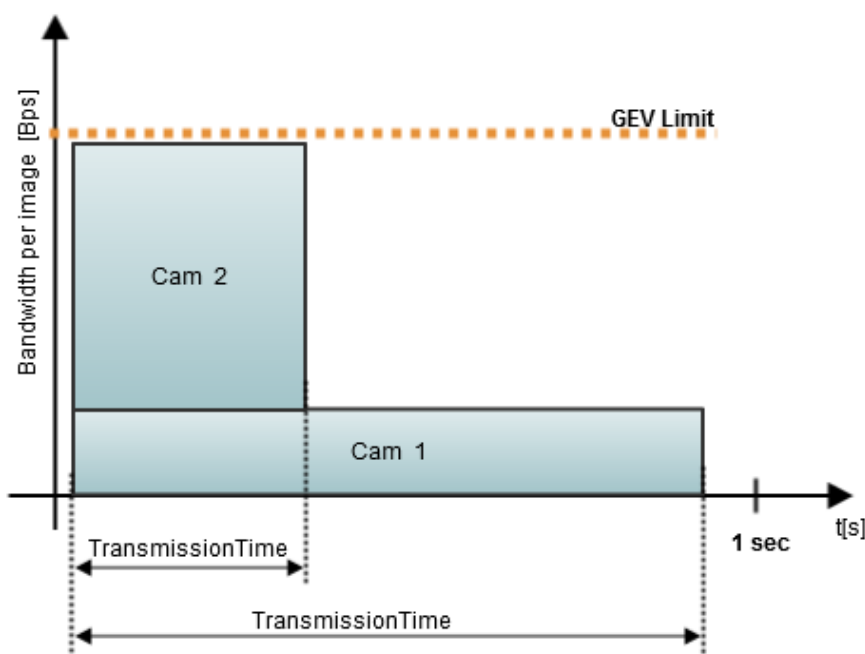 Bandwidth per image [Bps]
GEV Limit
Cam 2
Cam 1
t[s]
1 sec
TransmissionTime
TransmissionTime